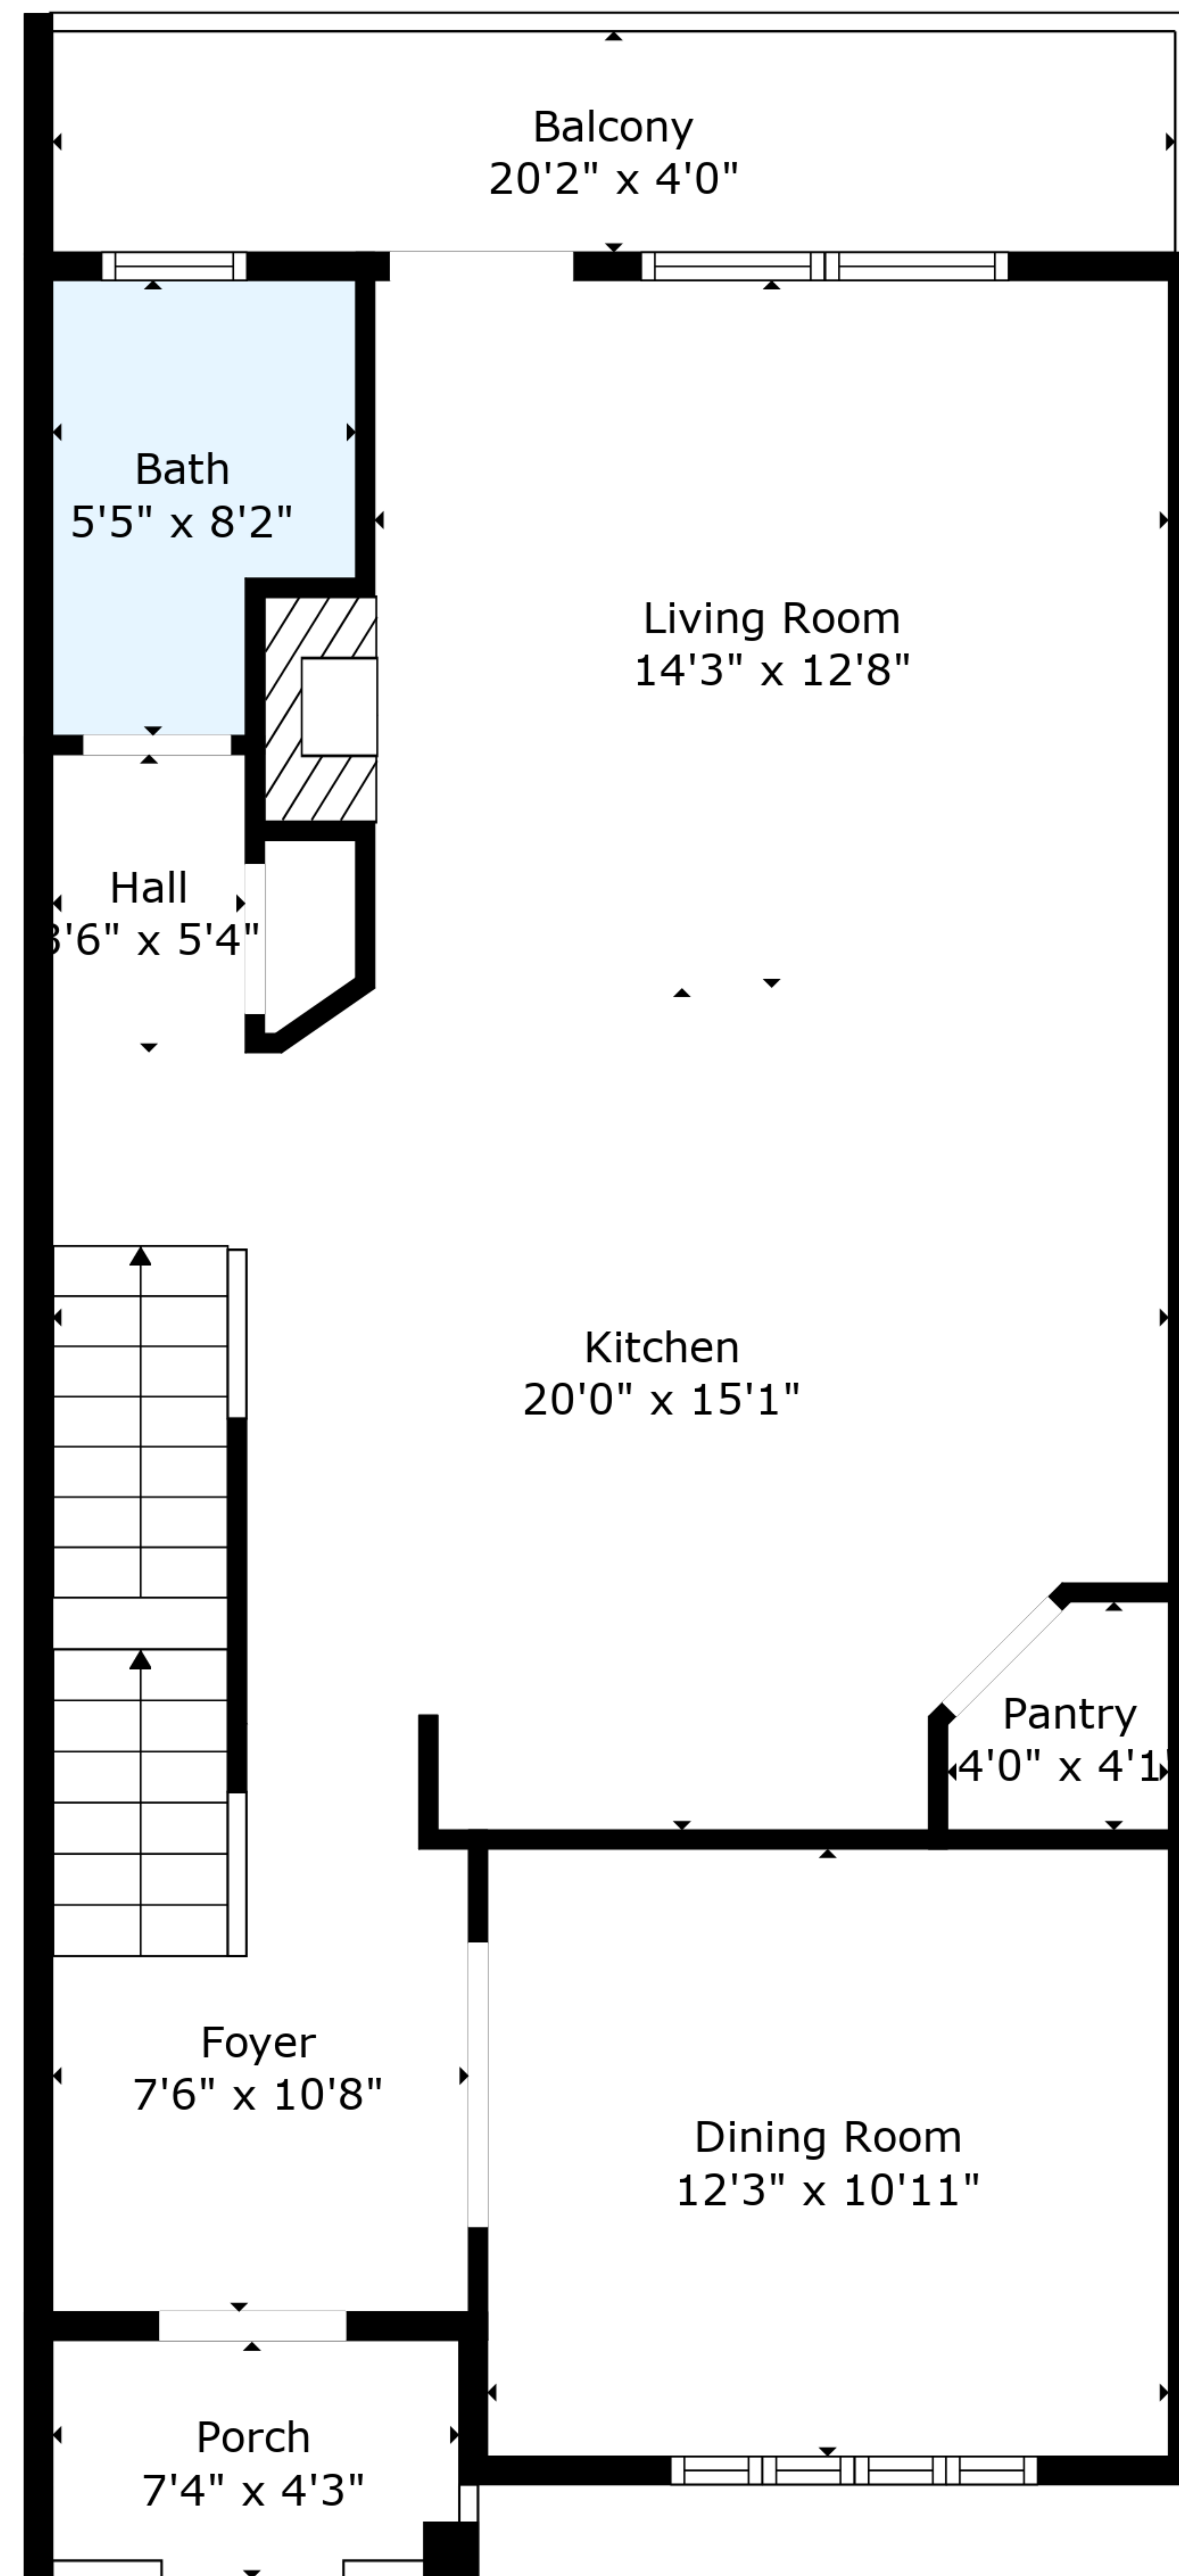 Balcony
20'2" x 4'0"
Bath
5'5" x 8'2"
Living Room
14'3" x 12'8"
Hall
3'6" x 5'4"
Kitchen
20'0" x 15'1"
Pantry
4'0" x 4'1
Foyer
7'6" x 10'8"
Dining Room
12'3" x 10'11"
Porch
7'4" x 4'3"